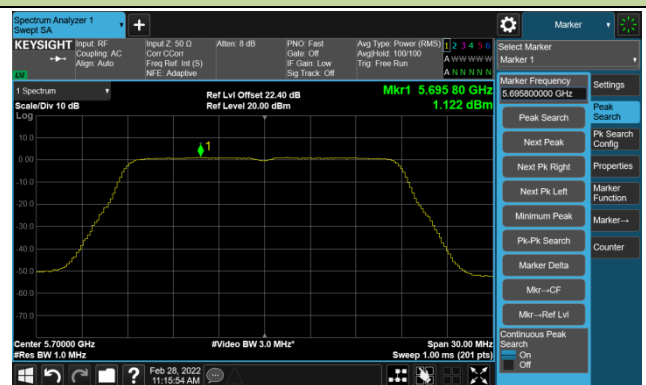 Spectrum Analyzer 1
Swept SA
+
Marker
KEYSIGHT
Input: RF
Coupling: AC
Align: Auto
Input Z: 50 Ω
Corr CCorr
Freq Ref: Int (S)
NFE: Adaptive
Atten: 8 dB
PNO: Fast
Gate: Off
IF Gain: Low
Sig Track: Off
Avg Type: Power (RMS)
Avg|Hold: 100/100
Trig: Free Run
1 2 3 4 5 6
A W W W W W
A N N N N N
LW
Select Marker
Marker 1
1 Spectrum
Scale/Div 10 dB
Log
Ref Lvl Offset 22.40 dB
Ref Level 20.00 dBm
Mkr1 5.695 80 GHz
1.122 dBm
10.0
0.00
-10.0
-20.0
-30.0
-40.0
-50.0
-60.0
-70.0
1
Center 5.70000 GHz
#Res BW 1.0 MHz
#Video BW 3.0 MHz*
Span 30.00 MHz
Sweep 1.00 ms (201 pts)
Marker Frequency
5.695800000 GHz
Peak Search
Next Peak
Next Pk Right
Next Pk Left
Minimum Peak
Pk-Pk Search
Marker Delta
Mkr→CF
Mkr→Ref Lvl
Continuous Peak
Search
On
Off
Settings
Peak
Search
Pk Search
Config
Properties
Marker
Function
Marker→
Counter
?
Feb 28, 2022
11:15:54 AM